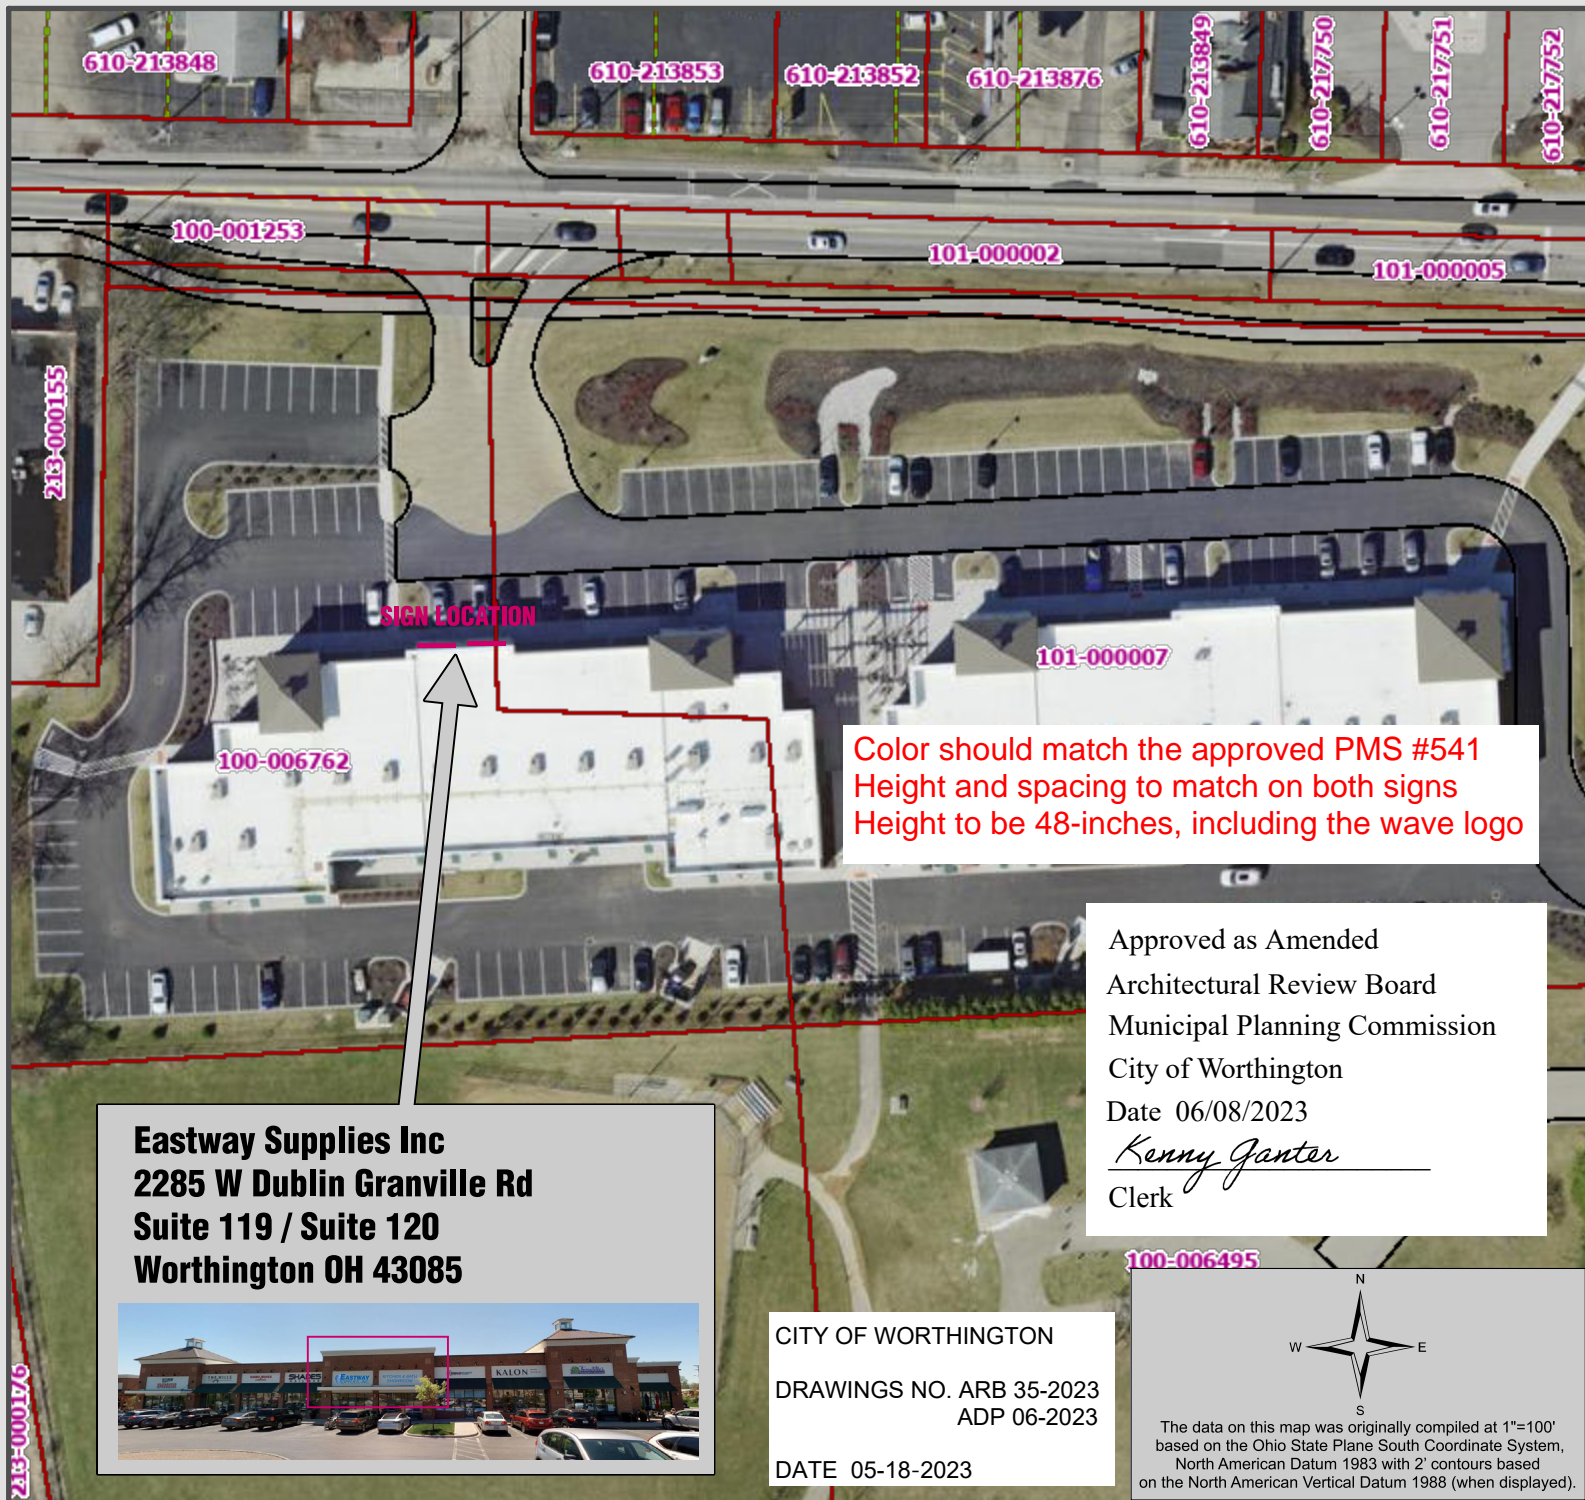 610-213848
610-213853
610-213852
610-213876
610-213849
610-217750
610-217751
610-217752
100-001253
101-000002
101-000005
213-000155
SIGN LOCATION
101-000007
100-006762
Color should match the approved PMS #541
Height and spacing to match on both signs
Height to be 48-inches, including the wave logo
Approved as Amended
Architectural Review Board
Municipal Planning Commission
City of Worthington
Date 06/08/2023
Kenny Ganter
Clerk
100-006495
Eastway Supplies Inc
2285 W Dublin Granville Rd
Suite 119 / Suite 120
Worthington OH 43085
SHADES
EASTWAY
KALON
213-000176
CITY OF WORTHINGTON
DRAWINGS NO. ARB 35-2023
ADP 06-2023
DATE 05-18-2023
N
W E
S
The data on this map was originally compiled at 1"=100'
based on the Ohio State Plane South Coordinate System,
North American Datum 1983 with 2' contours based
on the North American Vertical Datum 1988 (when displayed).